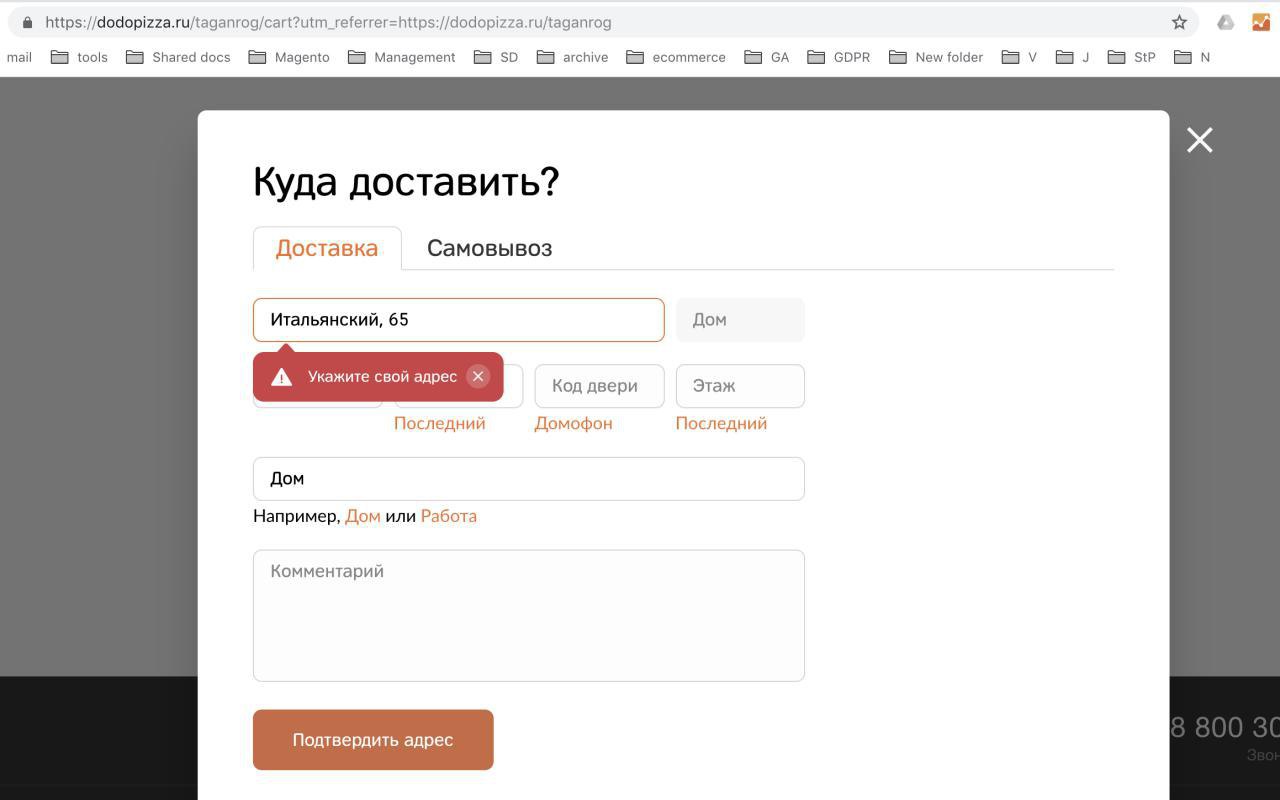 https://dodopizza.ru/taganrog/cart?utm_referrer=https://dodopizza.ru/taganrog
mail tools Shared docs Magento Management SD archive ecommerce GA GDPR New folder V J StP N
Куда доставить?
Доставка Самовывоз
Итальянский, 65 Дом
Укажите свой адрес Код двери Этаж
Последний Домофон Последний
Дом
Например, Дом или Работа
Комментарий
8 800 30
Подтвердить адрес
Звон